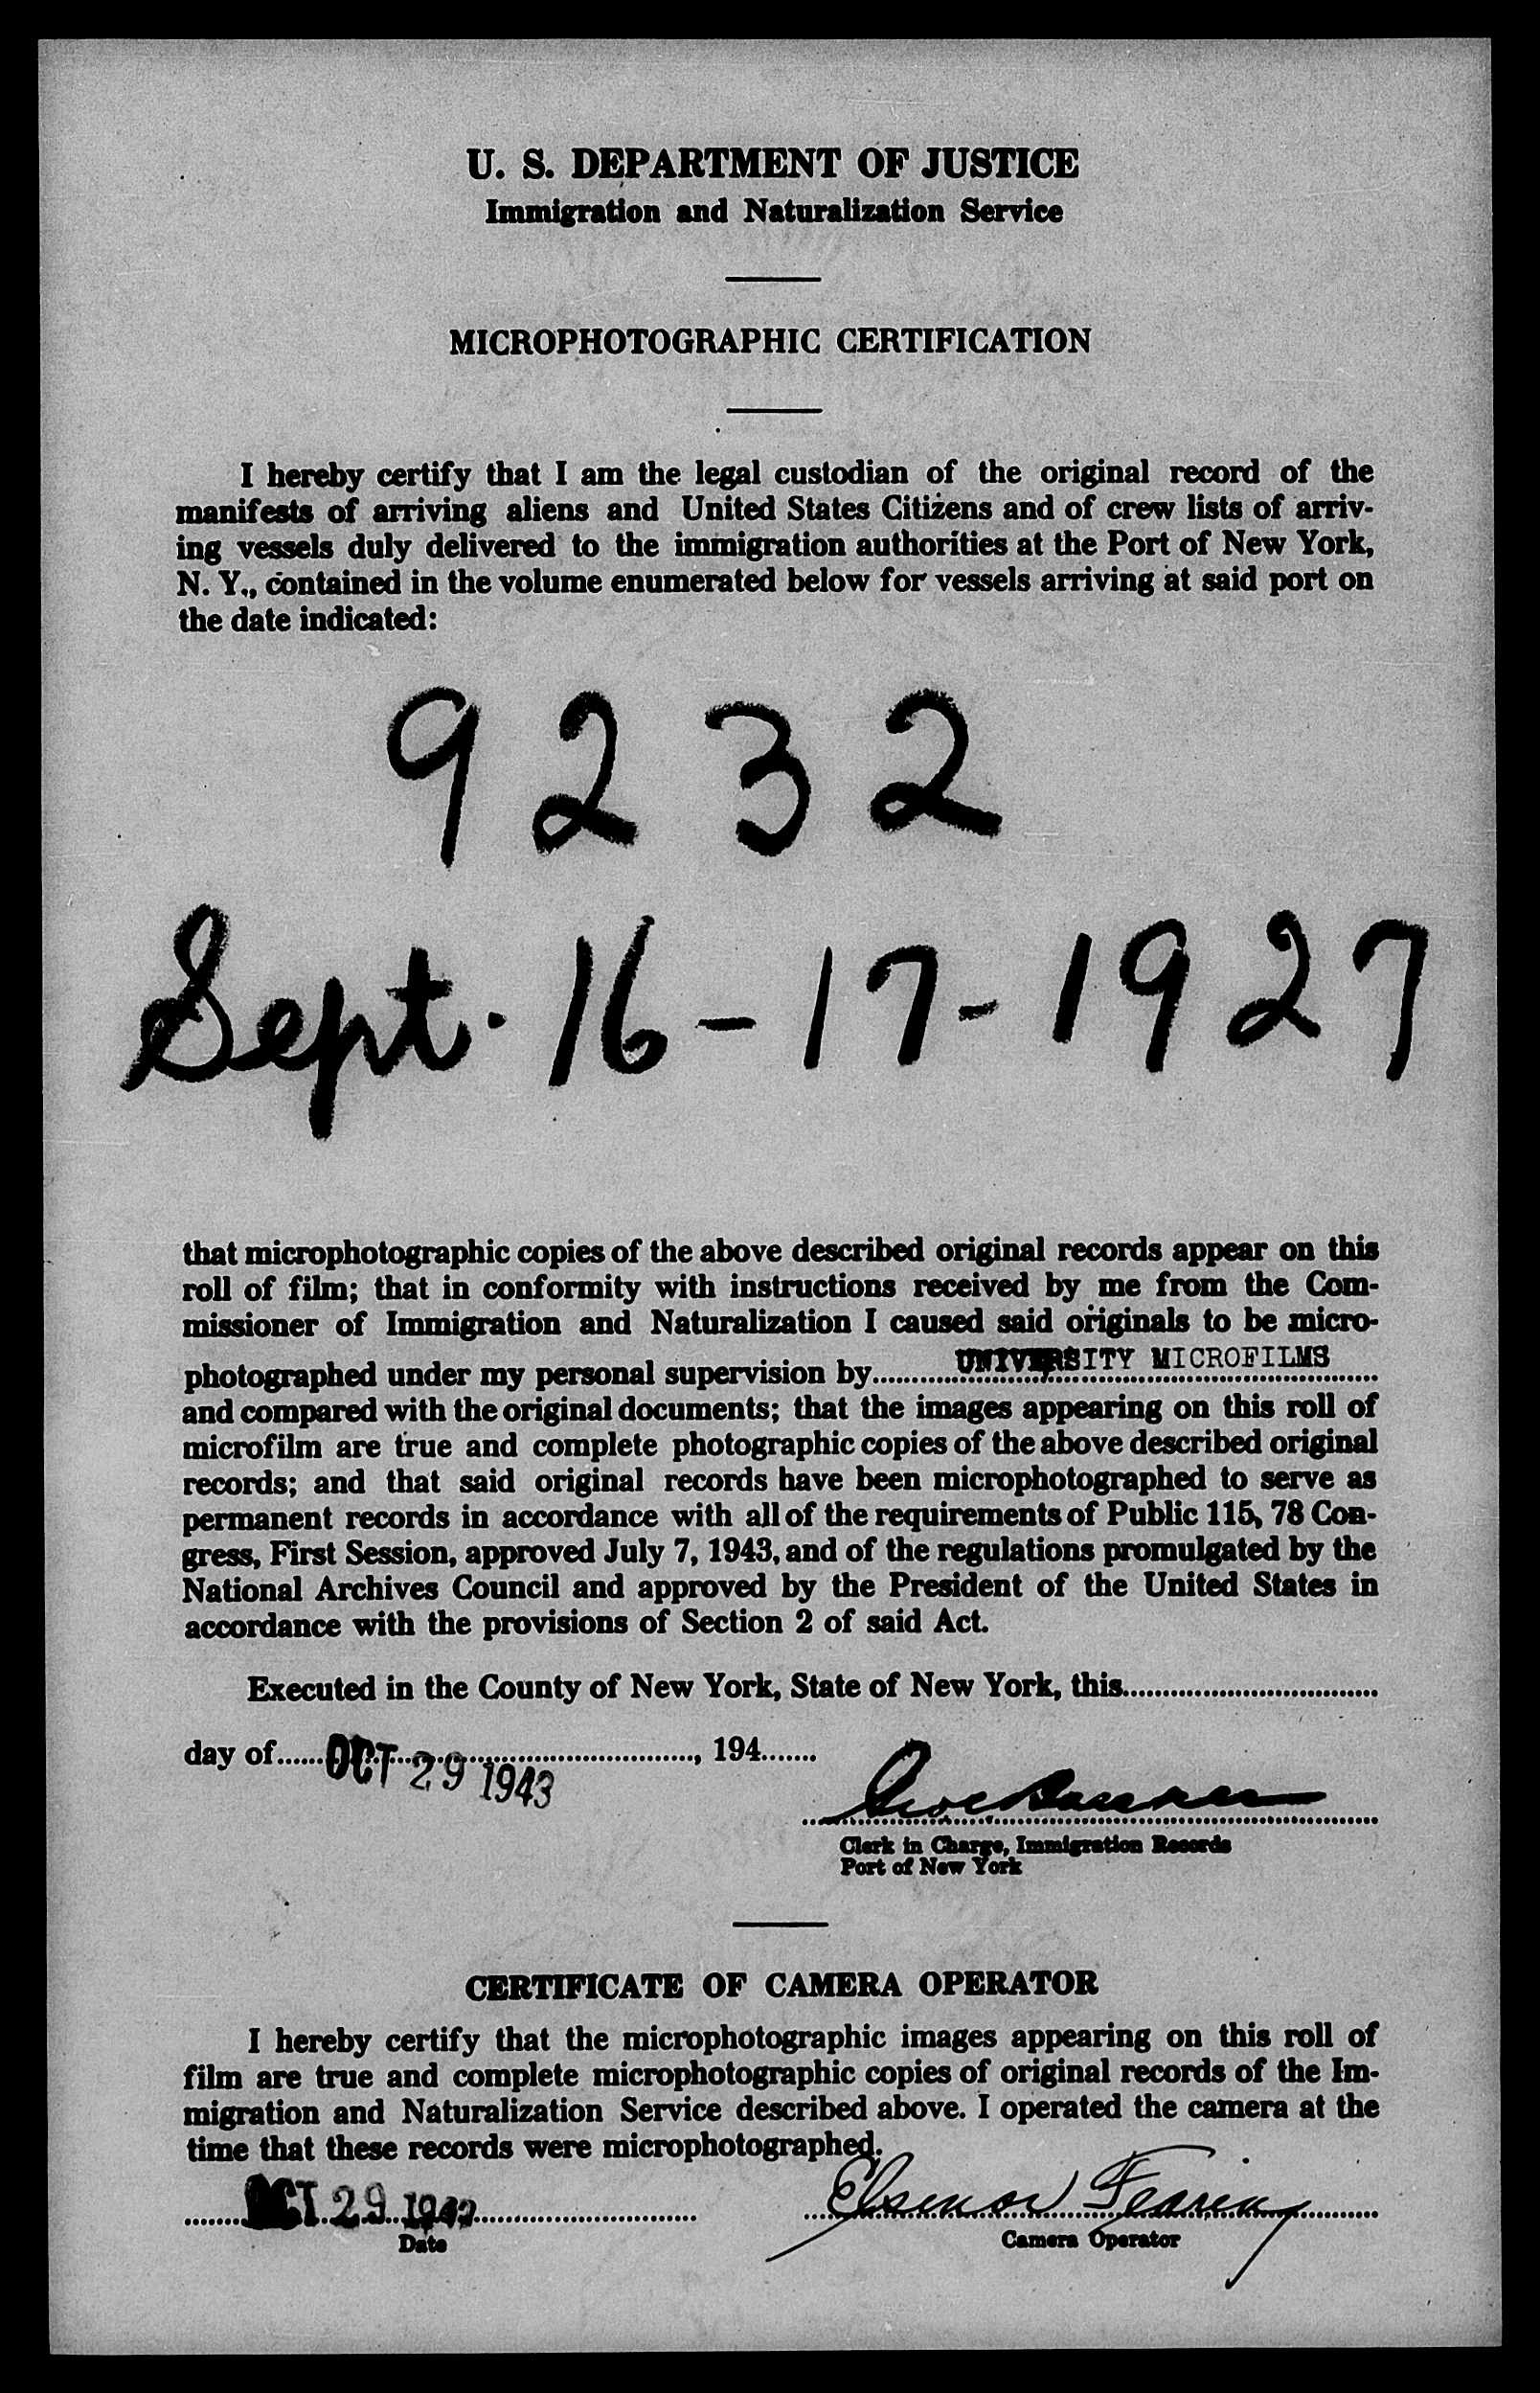 U. S. DEPARTMENT OF JUSTICE
Immigration and Naturalization Service
MICROPHOTOGRAPHIC CERTIFICATION
I hereby certify that I am the legal custodian of the original record of the
manifests of arriving aliens and United States Citizens and of crew lists of arriv-
ing vessels duly delivered to the immigration authorities at the Port of New York,
N. Y., contained in the volume enumerated below for vessels arriving at said port on
the date indicated:
9232
Sept. 16-17-1927
that microphotographic copies of the above described original records appear on this
roll of film; that in conformity with instructions received by me from the Com-
missioner of Immigration and Naturalization I caused said originals to be micro-
photographed under my personal supervision by UNIVERSITY MICROFILMS
and compared with the original documents; that the images appearing on this roll of
microfilm are true and complete photographic copies of the above described original
records; and that said original records have been microphotographed to serve as
permanent records in accordance with all of the requirements of Public 115, 78 Con-
gress, First Session, approved July 7, 1943, and of the regulations promulgated by the
National Archives Council and approved by the President of the United States in
accordance with the provisions of Section 2 of said Act.
Executed in the County of New York, State of New York, this
day of OCT 29 1943, 194
Clerk in Charge, Immigration Records
Port of New York
CERTIFICATE OF CAMERA OPERATOR
I hereby certify that the microphotographic images appearing on this roll of
film are true and complete microphotographic copies of original records of the Im-
migration and Naturalization Service described above. I operated the camera at the
time that these records were microphotographed.
OCT 29 1943
Date
Camera Operator